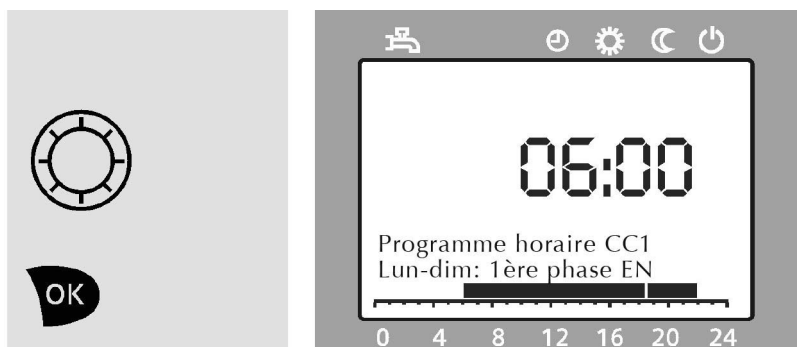 06:00
Programme horaire CC1
Lun-dim: 1ère phase EN
OK
0 4 8 12 16 20 24